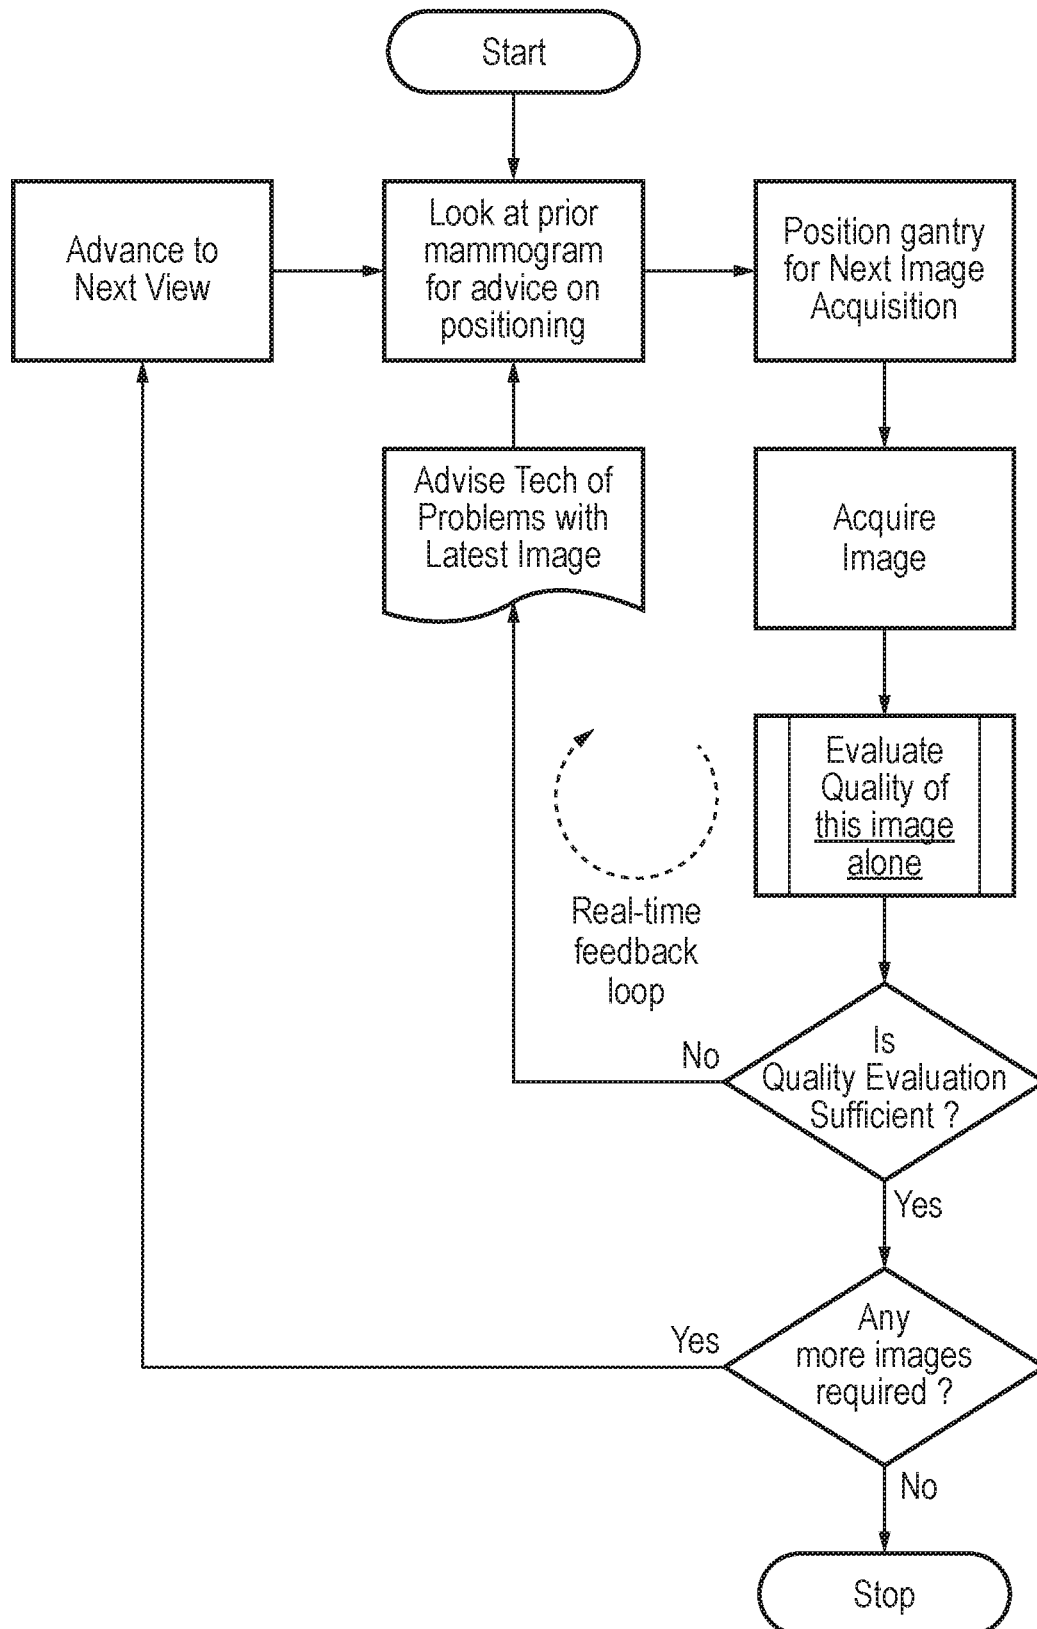 Start
Advance to
Next View
Look at prior
mammogram
for advice on
positioning
Position gantry
for Next Image
Acquisition
Advise Tech of
Problems with
Latest Image
Acquire
Image
Evaluate
Quality of
this image
alone
Real-time
feedback
loop
No
Is
Quality Evaluation
Sufficient ?
Yes
Yes
Any
more images
required ?
No
Stop